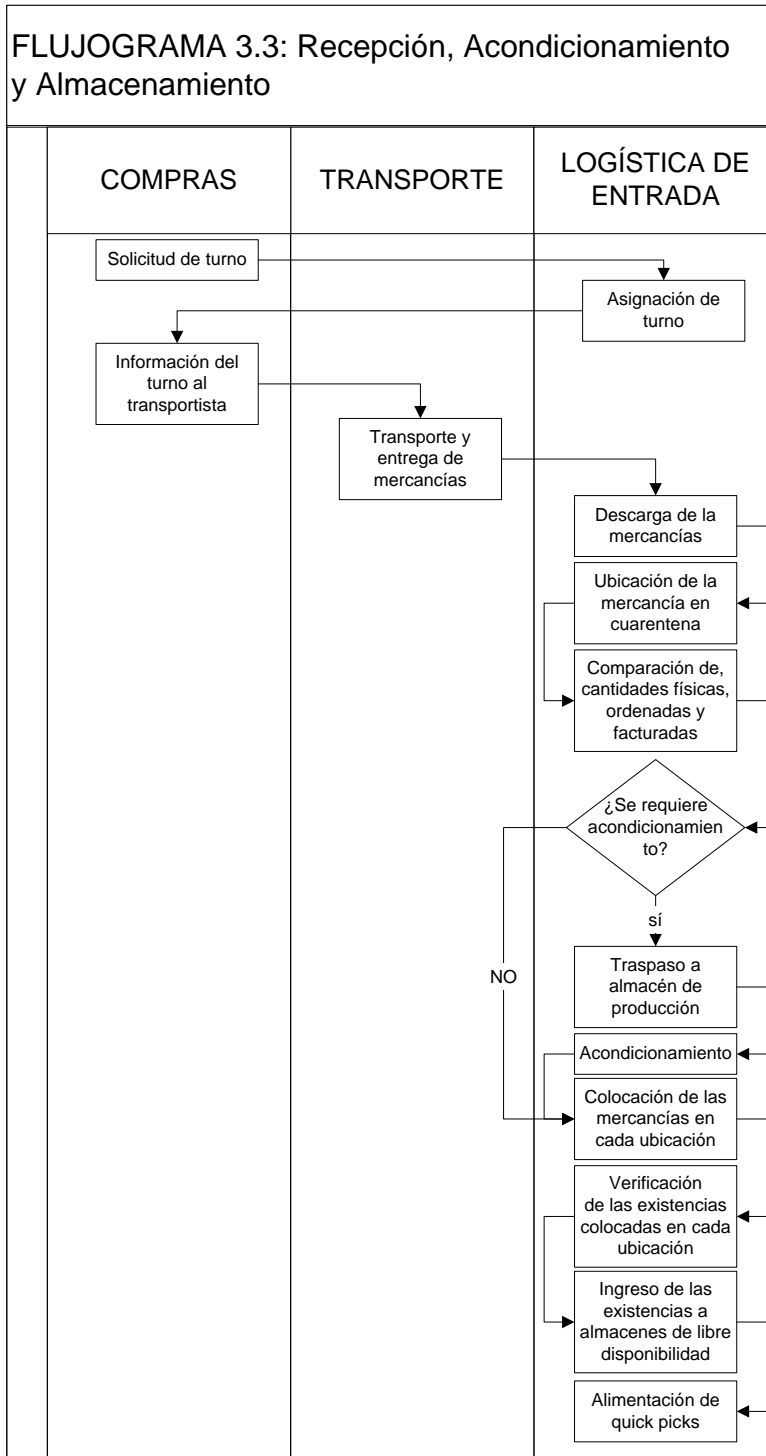 FLUJOGRAMA 3.3: Recepción, Acondicionamiento
y Almacenamiento
COMPRAS
TRANSPORTE
LOGÍSTICA DE
ENTRADA
Solicitud de turno
Asignación de
turno
Información del
turno al
transportista
Transporte y
entrega de
mercancías
Descarga de la
mercancías
Ubicación de la
mercancía en
cuarentena
Comparación de,
cantidades físicas,
ordenadas y
facturadas
¿Se requiere
acondicionamien
to?
sí
NO
Traspaso a
almacén de
producción
Acondicionamiento
Colocación de las
mercancías en
cada ubicación
Verificación
de las existencias
colocadas en cada
ubicación
Ingreso de las
existencias a
almacenes de libre
disponibilidad
Alimentación de
quick picks